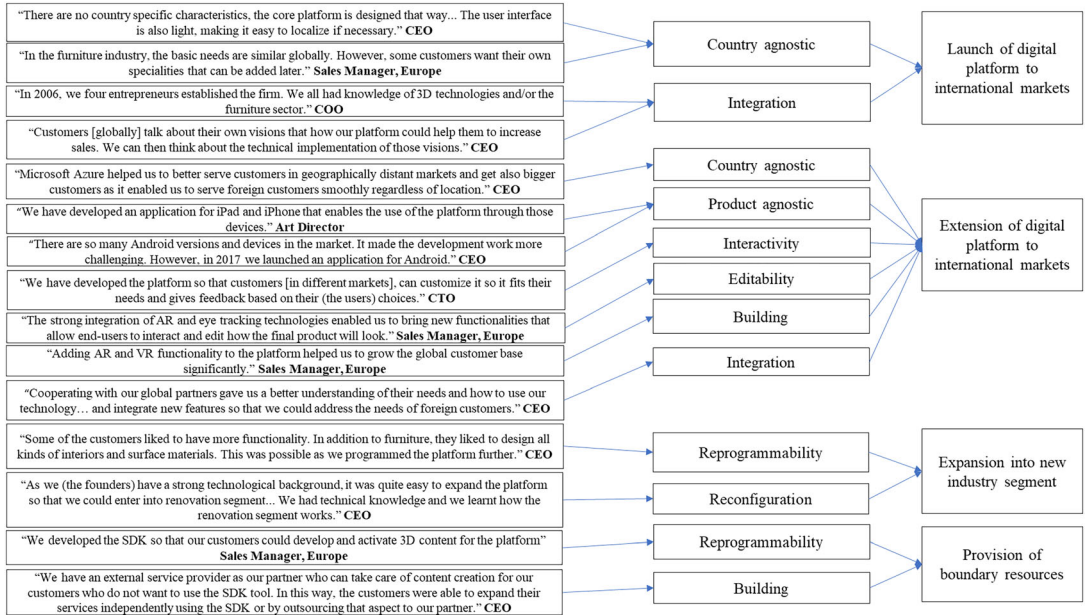 “There are no country specific characteristics, the core platform is designed that way... The user interface
is also light, making it easy to localize if necessary.” CEO
“In the furniture industry, the basic needs are similar globally. However, some customers want their own
specialities that can be added later.” Sales Manager, Europe
“In 2006, we four entrepreneurs established the firm. We all had knowledge of 3D technologies and/or the
furniture sector.” COO
“Customers [globally] talk about their own visions that how our platform could help them to increase
sales. We can then think about the technical implementation of those visions.” CEO
“Microsoft Azure helped us to better serve customers in geographically distant markets and get also bigger
customers as it enabled us to serve foreign customers smoothly regardless of location.” CEO
“We have developed an application for iPad and iPhone that enables the use of the platform through those
devices.” Art Director
“There are so many Android versions and devices in the market. It made the development work more
challenging. However, in 2017 we launched an application for Android.” CEO
“We have developed the platform so that customers [in different markets], can customize it so it fits their
needs and gives feedback based on their (the users) choices.” CTO
“The strong integration of AR and eye tracking technologies enabled us to bring new functionalities that
allow end-users to interact and edit how the final product will look.” Sales Manager, Europe
“Adding AR and VR functionality to the platform helped us to grow the global customer base
significantly.” Sales Manager, Europe
“Cooperating with our global partners gave us a better understanding of their needs and how to use our
technology… and integrate new features so that we could address the needs of foreign customers.” CEO
“Some of the customers liked to have more functionality. In addition to furniture, they liked to design all
kinds of interiors and surface materials. This was possible as we programmed the platform further.” CEO
“As we (the founders) have a strong technological background, it was quite easy to expand the platform
so that we could enter into renovation segment... We had technical knowledge and we learnt how the
renovation segment works.” CEO
“We developed the SDK so that our customers could develop and activate 3D content for the platform”
Sales Manager, Europe
“We have an external service provider as our partner who can take care of content creation for our
customers who do not want to use the SDK tool. In this way, the customers were able to expand their
services independently using the SDK or by outsourcing that aspect to our partner.” CEO
Country agnostic
Integration
Country agnostic
Product agnostic
Interactivity
Editability
Building
Integration
Reprogrammability
Reconfiguration
Reprogrammability
Building
Launch of digital
platform to
international markets
Extension of digital
platform to
international markets
Expansion into new
industry segment
Provision of
boundary resources